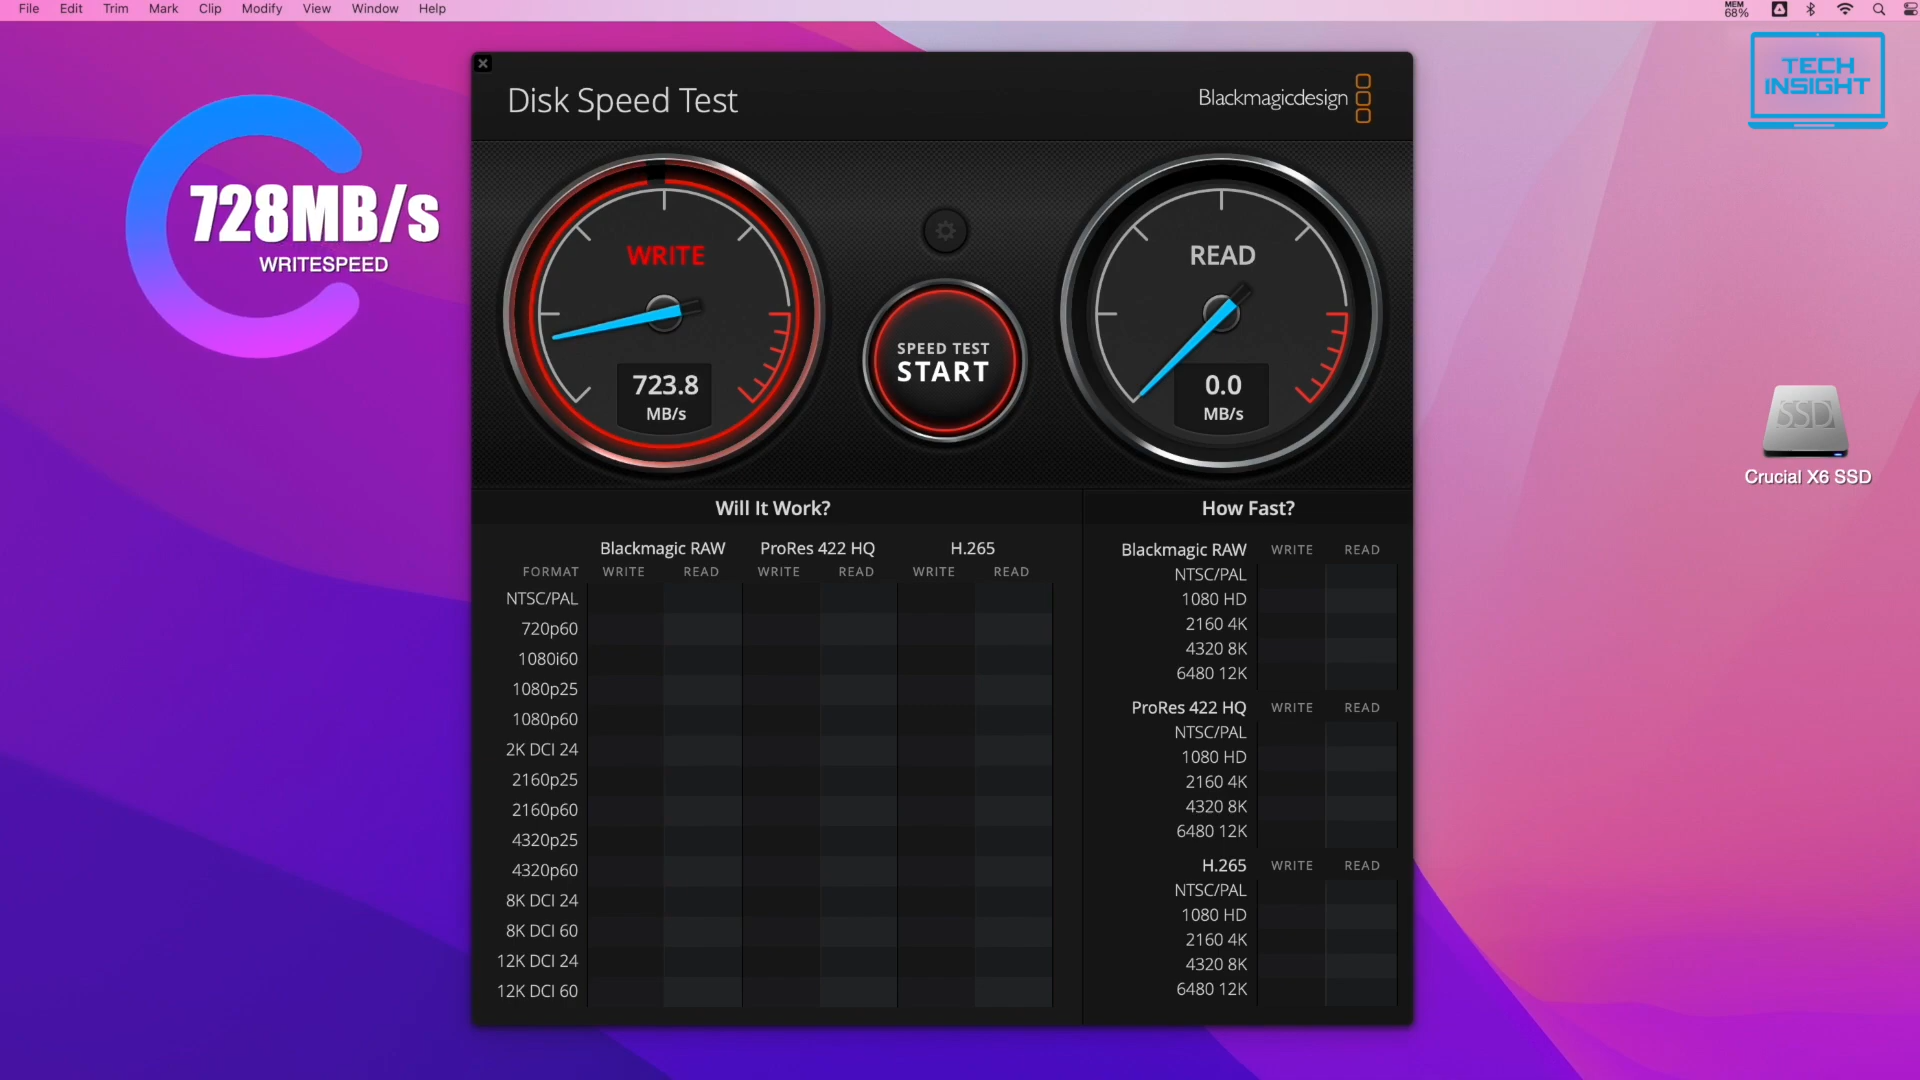 File Edit Trim Mark Clip Modify View Window Help
MEM
68%
TECH
INSIGHT
Disk Speed Test
Blackmagicdesign
728MB/s
WRITESPEED
WRITE
723.8
MB/s
SPEED TEST
START
READ
0.0
MB/s
SSD
Crucial X6 SSD
Will It Work?
Blackmagic RAW ProRes 422 HQ H.265
FORMAT WRITE READ WRITE READ WRITE READ
NTSC/PAL
720p60
1080i60
1080p25
1080p60
2K DCI 24
2160p25
2160p60
4320p25
4320p60
8K DCI 24
8K DCI 60
12K DCI 24
12K DCI 60
How Fast?
Blackmagic RAW WRITE READ
NTSC/PAL
1080 HD
2160 4K
4320 8K
6480 12K
ProRes 422 HQ WRITE READ
NTSC/PAL
1080 HD
2160 4K
4320 8K
6480 12K
H.265 WRITE READ
NTSC/PAL
1080 HD
2160 4K
4320 8K
6480 12K